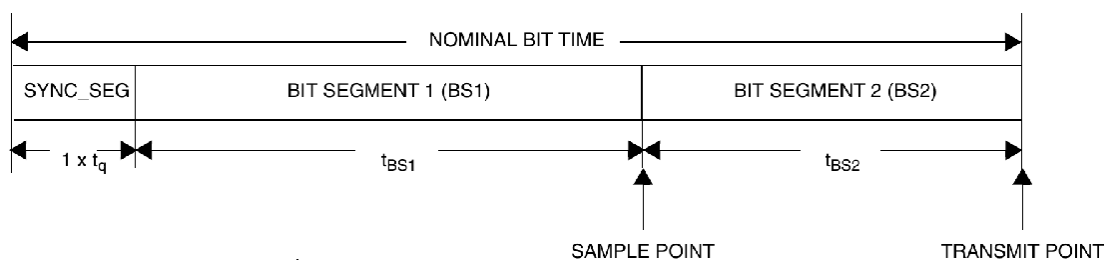 NOMINAL BIT TIME
SYNC_SEG BIT SEGMENT 1 (BS1) BIT SEGMENT 2 (BS2)
1 x tq tBS1 tBS2
SAMPLE POINT TRANSMIT POINT